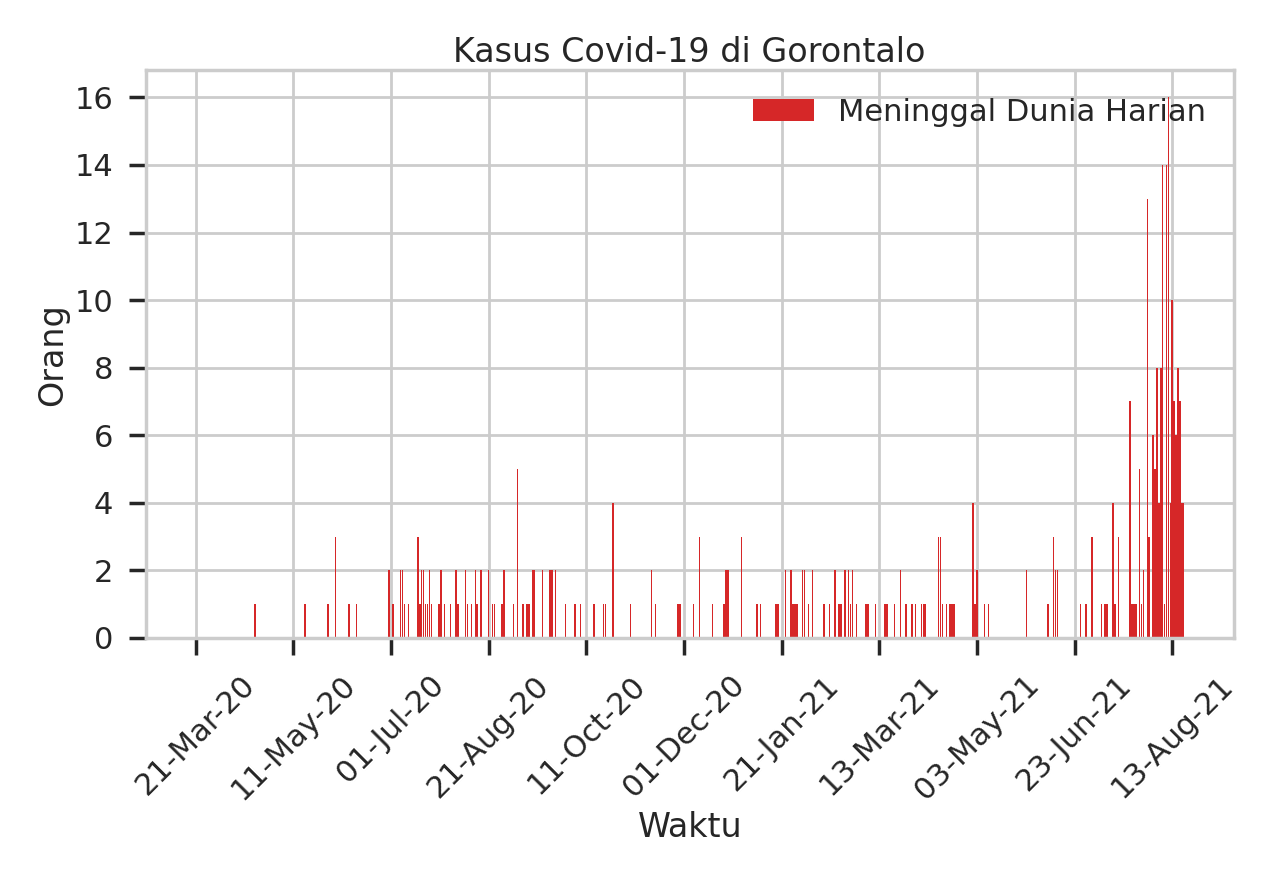 Kasus Covid-19 di Gorontalo
Meninggal Dunia Harian
Orang
16
14
12
10
8
6
4
2
0
21-Mar-20
11-May-20
01-Jul-20
21-Aug-20
11-Oct-20
01-Dec-20
21-Jan-21
13-Mar-21
03-May-21
23-Jun-21
13-Aug-21
Waktu